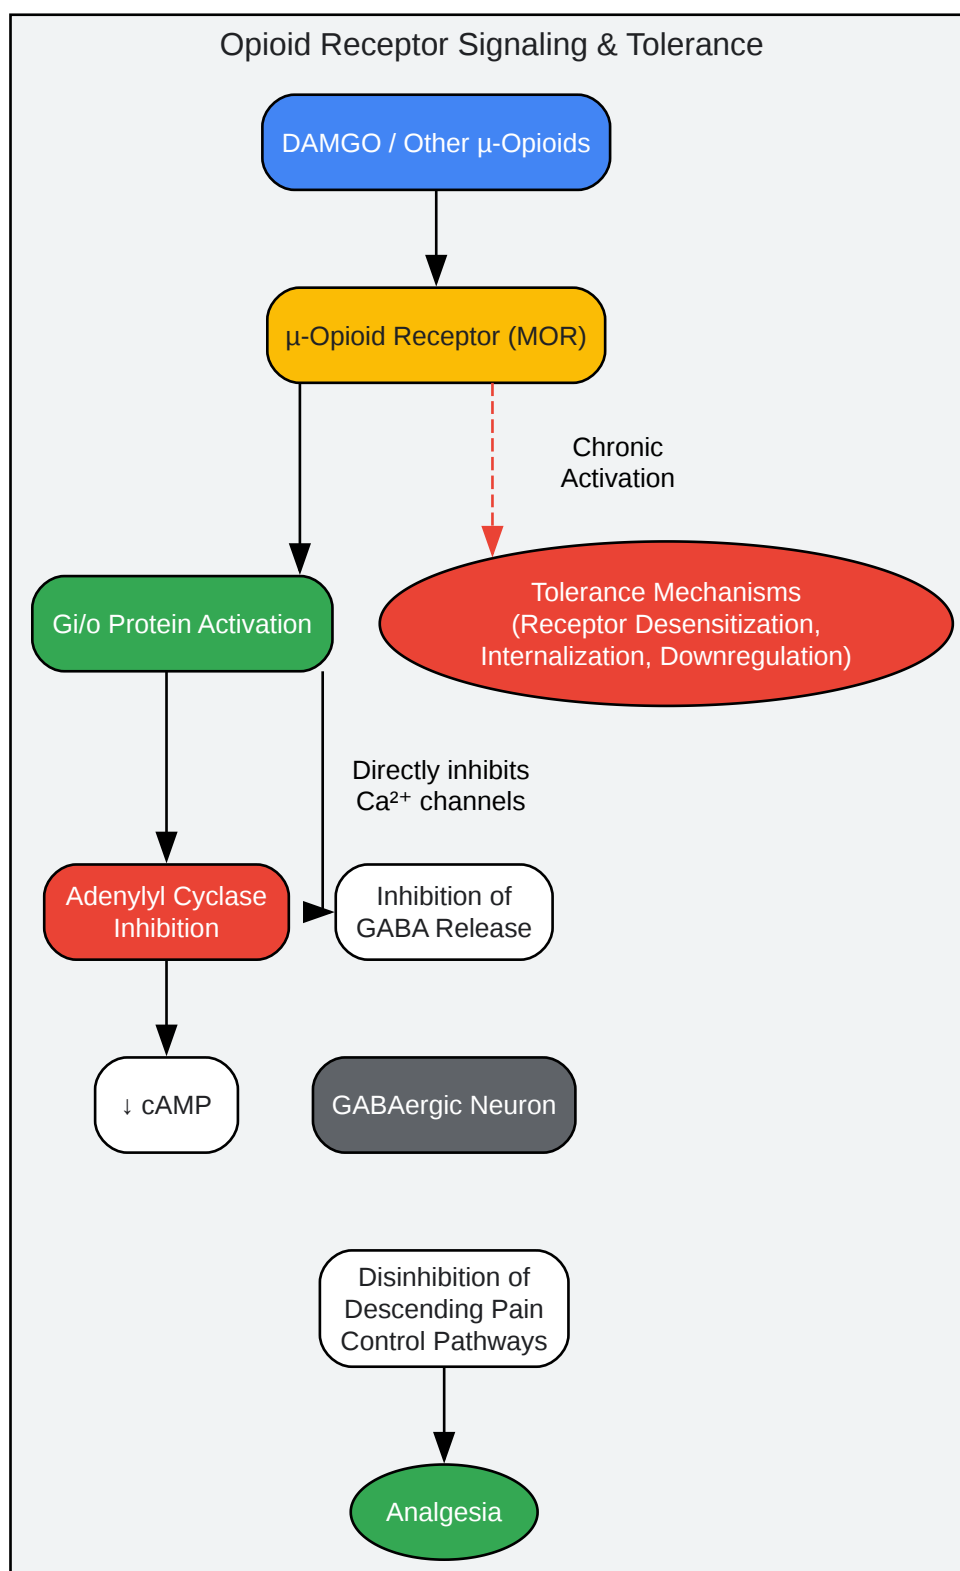 Opioid Receptor Signaling & Tolerance
DAMGO / Other µ-Opioids
µ-Opioid Receptor (MOR)
Chronic
Activation
Gi/o Protein Activation
Tolerance Mechanisms
(Receptor Desensitization,
Internalization, Downregulation)
Directly inhibits
Ca²⁺ channels
Adenylyl Cyclase
Inhibition
Inhibition of
GABA Release
↓ cAMP
GABAergic Neuron
Disinhibition of
Descending Pain
Control Pathways
Analgesia